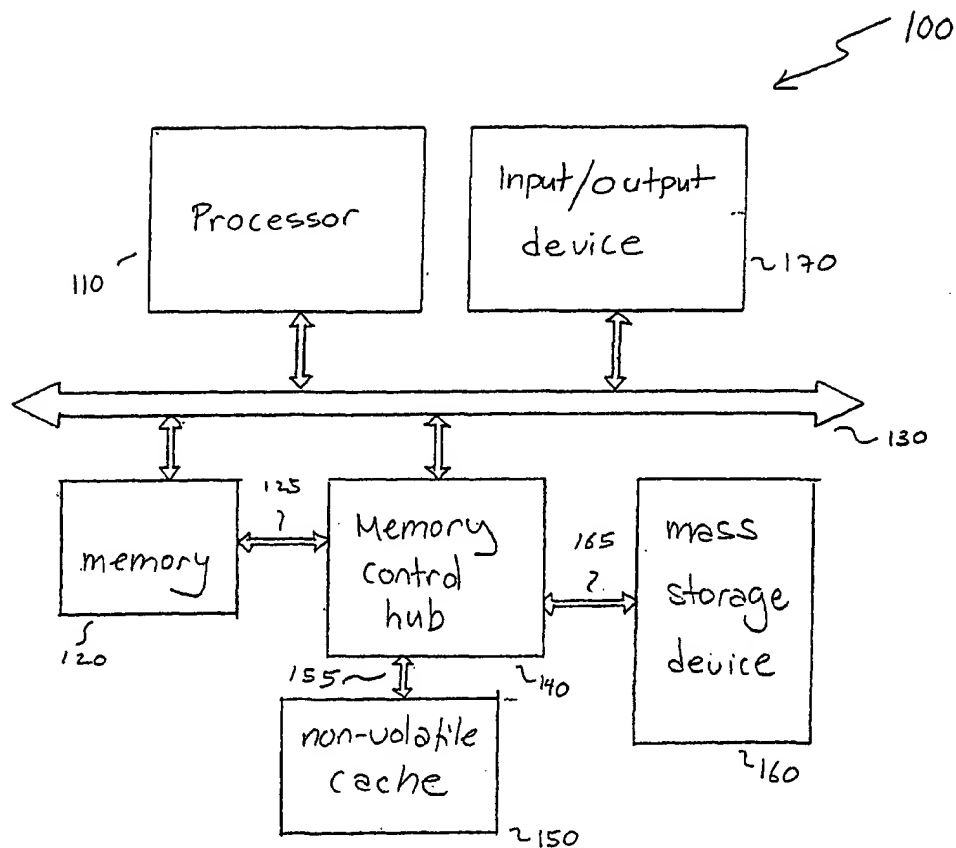 100
Processor
110
Input/output
device
170
130
memory
120
125
Memory
control
hub
140
165
mass
storage
device
160
155
non-volatile
cache
150